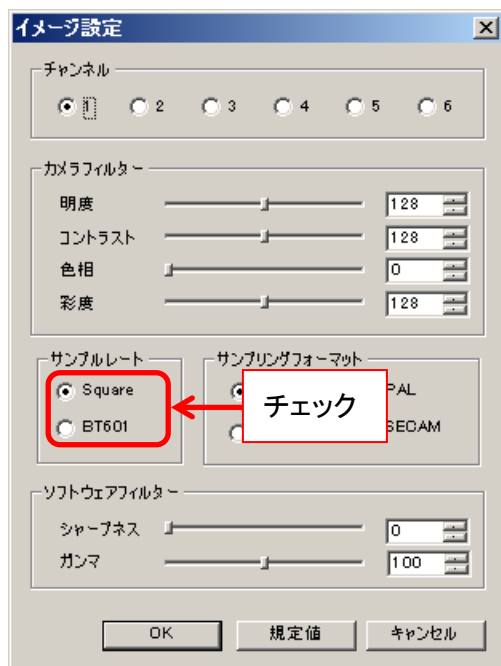 イメージ設定
チャンネル
1 2 3 4 5 6
カメラフィルター
明度 128
コントラスト 128
色相 0
彩度 128
サンプルレート
Square
BT601
サンプリングフォーマット
PAL
SECAM
チェック
ソフトウェアフィルター
シャープネス 0
ガンマ 100
OK 規定値 キャンセル